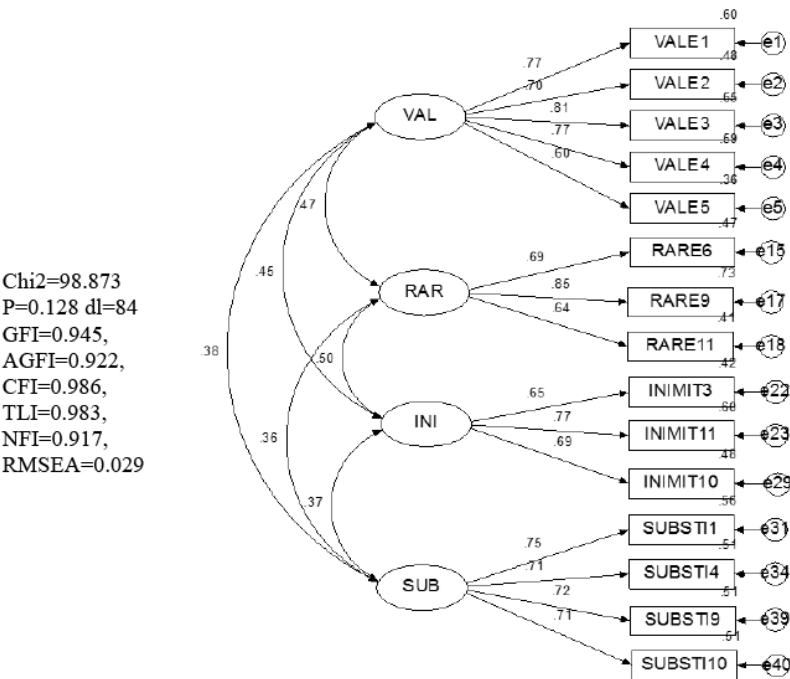 .60
VALE1
e1
.77
.48
.70
VALE2
e2
.65
.81
VAL
VALE3
e3
.77
.59
VALE4
e4
.60
.36
VALE5
e5
.47
.47
RARE6
e15
.69
.73
Chi2=98.873
P=0.128 dl=84
GFI=0.945,
AGFI=0.922,
CFI=0.986,
TLI=0.983,
NFI=0.917,
RMSEA=0.029
.45
RAR
.85
RARE9
e17
.64
.41
RARE11
e18
.38
.50
.42
INIMIT3
e22
.65
.60
.77
INI
INIMIT11
e23
.36
.69
.48
INIMIT10
e29
.37
.56
SUBSTI1
e31
.75
.51
.71
SUB
SUBSTI4
e34
.72
.51
SUBSTI9
e39
.71
.51
SUBSTI10
e40